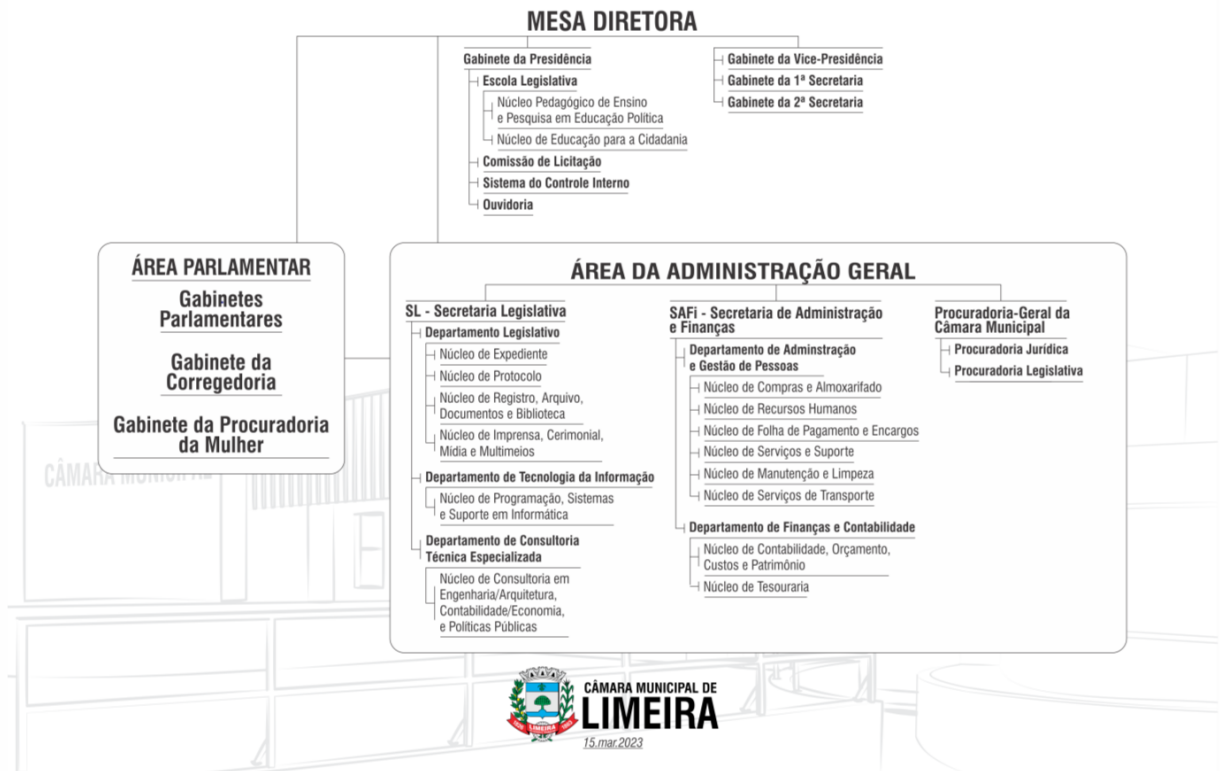 MESA DIRETORA
Gabinete da Presidência
Escola Legislativa
Núcleo Pedagógico de Ensino
e Pesquisa em Educação Política
Núcleo de Educação para a Cidadania
Comissão de Licitação
Sistema do Controle Interno
Ouvidoria
Gabinete da Vice-Presidência
Gabinete da 1ª Secretaria
Gabinete da 2ª Secretaria
ÁREA PARLAMENTAR
Gabinetes
Parlamentares
Gabinete da
Corregedoria
Gabinete da Procuradoria
da Mulher
ÁREA DA ADMINISTRAÇÃO GERAL
SL - Secretaria Legislativa
Departamento Legislativo
Núcleo de Expediente
Núcleo de Protocolo
Núcleo de Registro, Arquivo,
Documentos e Biblioteca
Núcleo de Imprensa, Cerimonial,
Mídia e Multimeios
Departamento de Tecnologia da Informação
Núcleo de Programação, Sistemas
e Suporte em Informática
Departamento de Consultoria
Técnica Especializada
Núcleo de Consultoria em
Engenharia/Arquitetura,
Contabilidade/Economia,
e Políticas Públicas
SAFi - Secretaria de Administração
e Finanças
Departamento de Adminstração
e Gestão de Pessoas
Núcleo de Compras e Almoxarifado
Núcleo de Recursos Humanos
Núcleo de Folha de Pagamento e Encargos
Núcleo de Serviços e Suporte
Núcleo de Manutenção e Limpeza
Núcleo de Serviços de Transporte
Departamento de Finanças e Contabilidade
Núcleo de Contabilidade, Orçamento,
Custos e Patrimônio
Núcleo de Tesouraria
Procuradoria-Geral da
Câmara Municipal
Procuradoria Jurídica
Procuradoria Legislativa
CÂMARA MUNICIPAL
LIMEIRA
CÂMARA MUNICIPAL DE
LIMEIRA
15.mar.2023